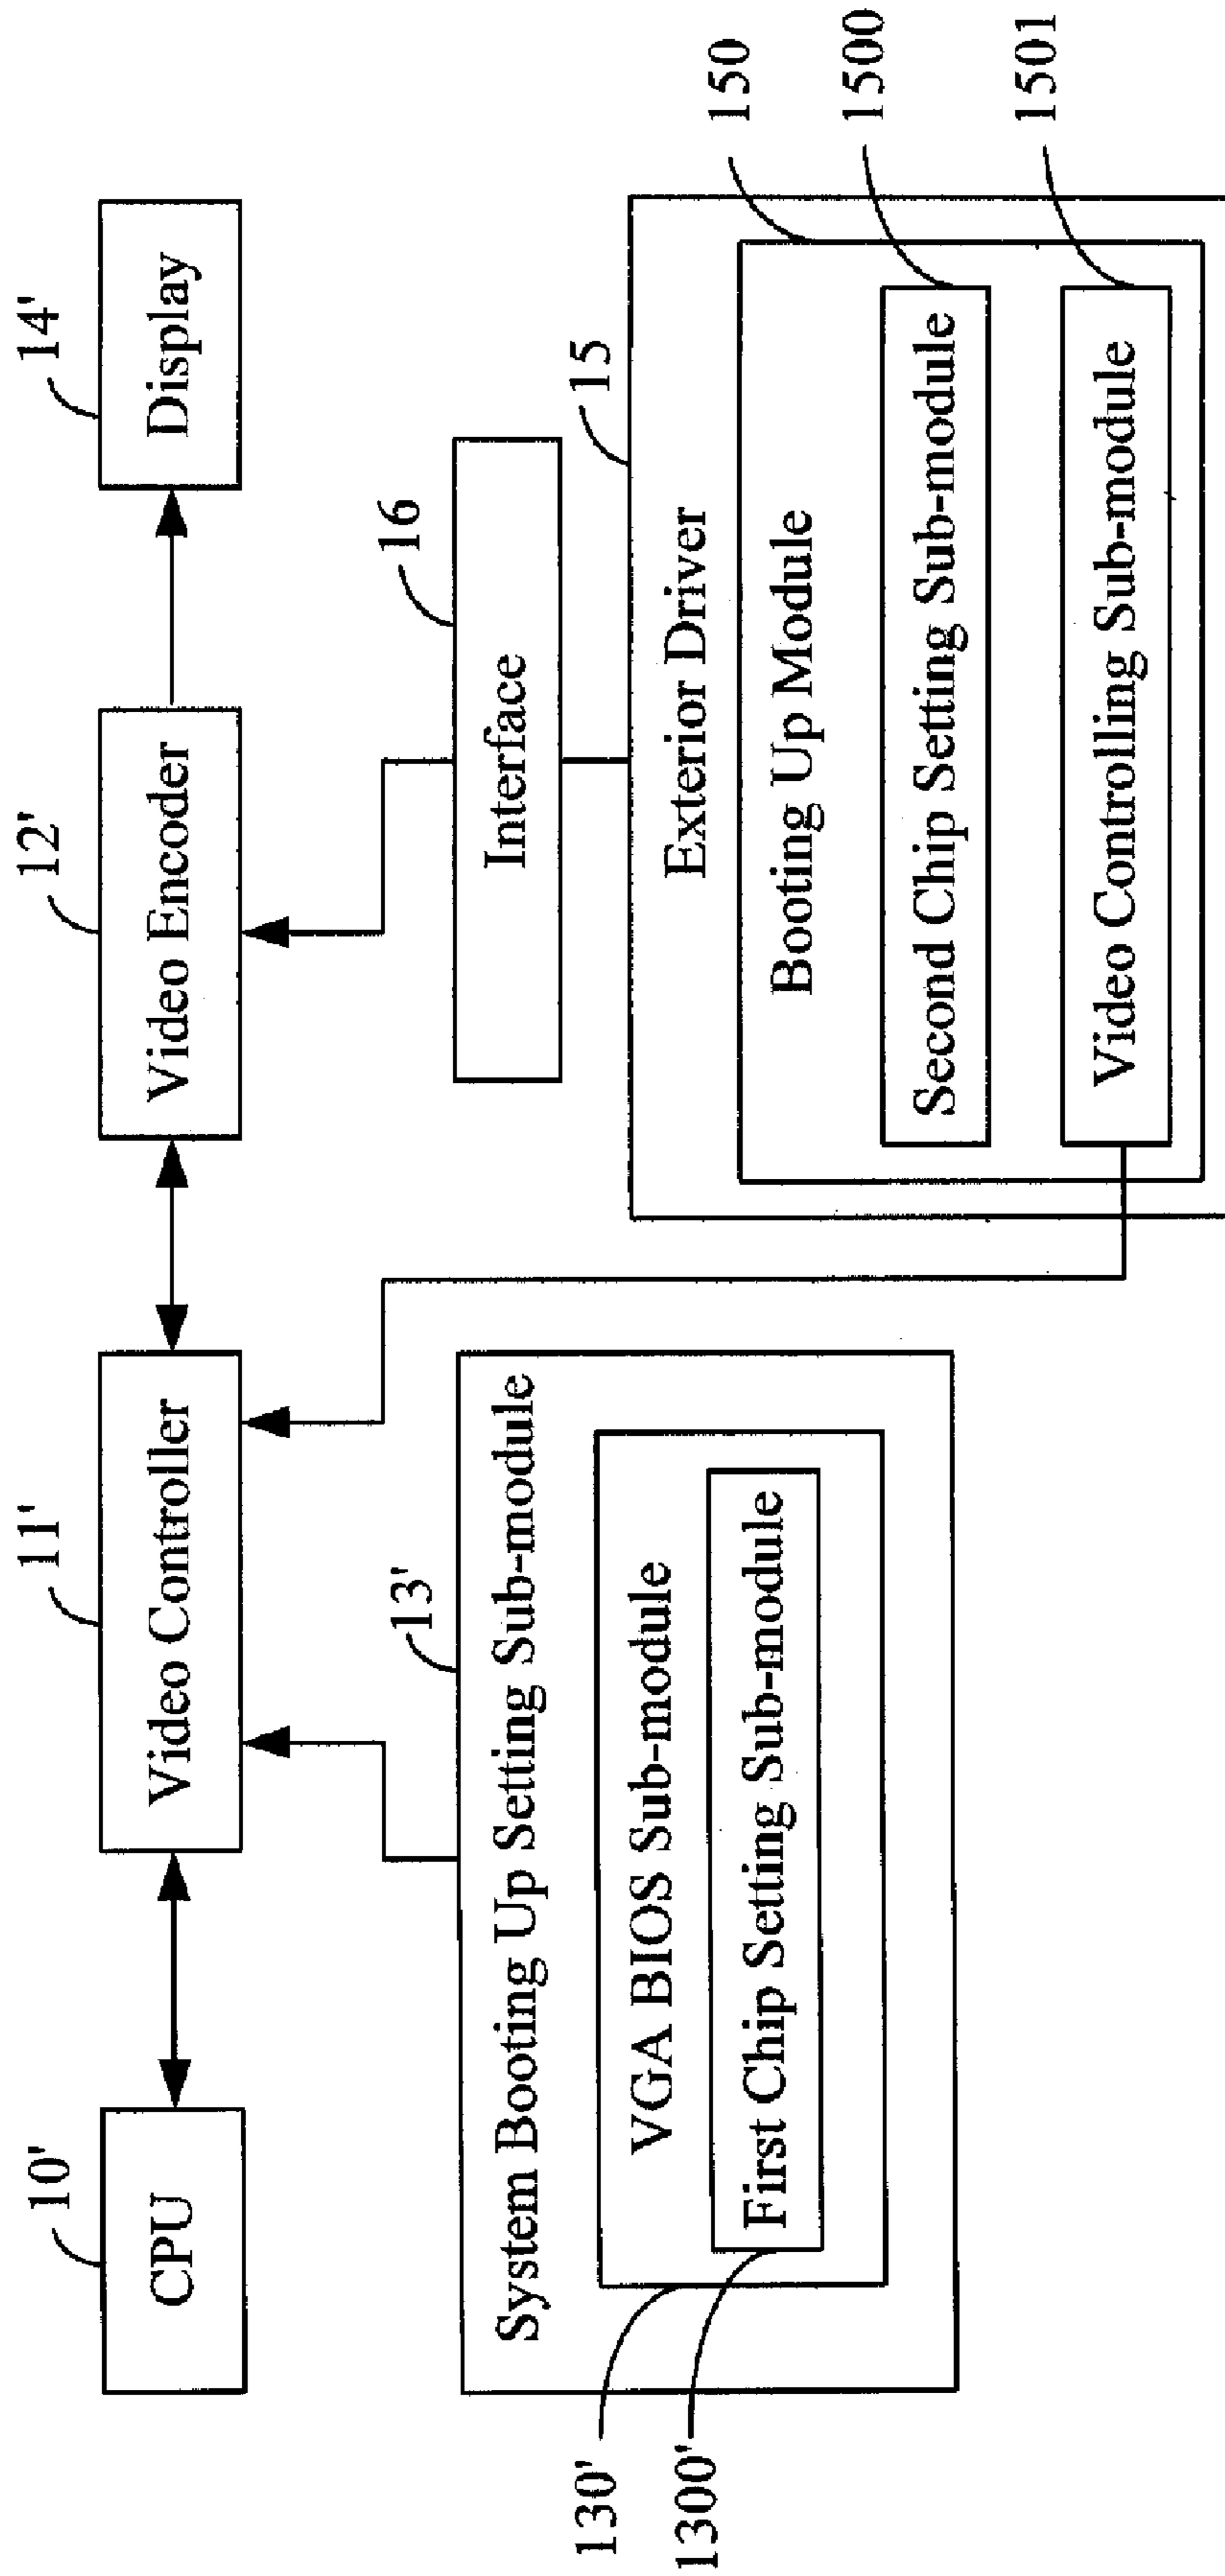 10'
CPU
11'
Video Controller
12'
Video Encoder
14'
Display
13'
System Booting Up Setting Sub-module
VGA BIOS Sub-module
First Chip Setting Sub-module
130'
1300'
16
Interface
15
Exterior Driver
Booting Up Module
Second Chip Setting Sub-module
Video Controlling Sub-module
150
1500
1501